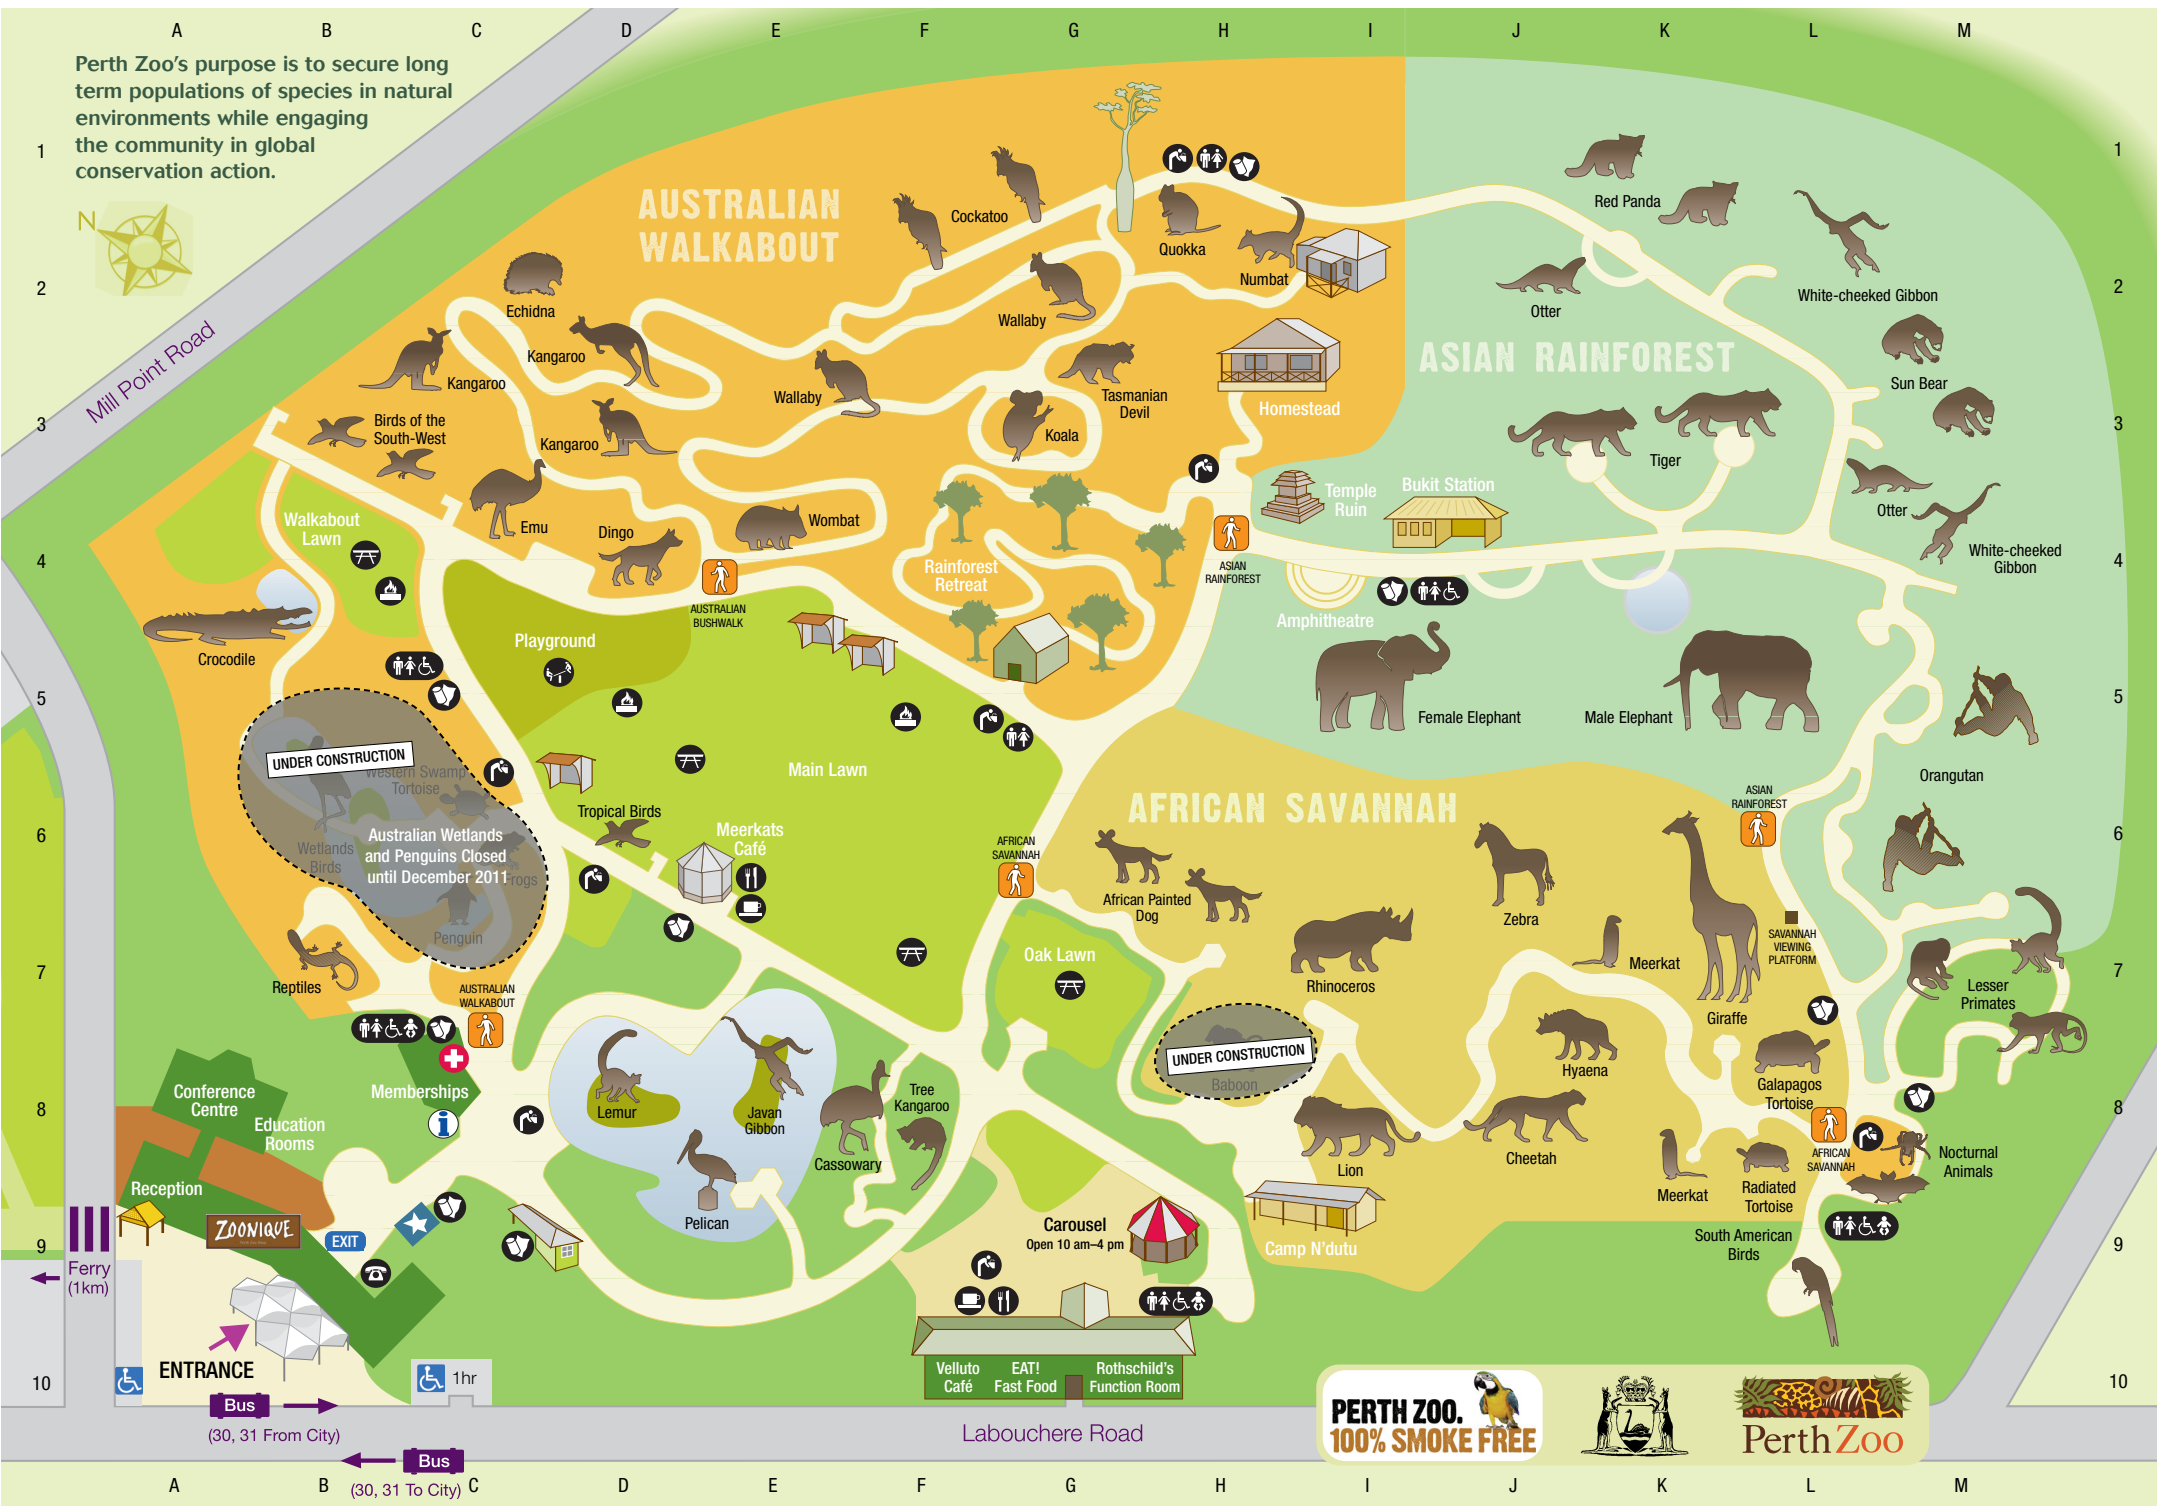 A B C D E F G H I J K L M
Perth Zoo's purpose is to secure long
term populations of species in natural
environments while engaging
the community in global
conservation action.
N
1
1
2
2
3
3
4
4
5
5
6
6
7
7
8
8
9
9
10
10
Mill Point Road
AUSTRALIAN
WALKABOUT
Cockatoo
Quokka
Numbat
Echidna
Kangaroo
Kangaroo
Kangaroo
Wallaby
Wallaby
Tasmanian
Devil
Koala
Homestead
Birds of the
South-West
Emu
Dingo
Wombat
Walkabout
Lawn
Rainforest
Retreat
AUSTRALIAN
BUSHWALK
Crocodile
Playground
ASIAN RAINFOREST
Red Panda
Otter
White-cheeked Gibbon
Sun Bear
Tiger
Otter
White-cheeked
Gibbon
Temple
Ruin
Bukit Station
ASIAN
RAINFOREST
Amphitheatre
Female Elephant
Male Elephant
Orangutan
ASIAN
RAINFOREST
UNDER CONSTRUCTION
Western Swamp
Tortoise
Australian Wetlands
and Penguins Closed
until December 2011
Wetlands
Birds
Frogs
Penguin
Reptiles
AUSTRALIAN
WALKABOUT
Tropical Birds
Main Lawn
Meerkats
Café
AFRICAN SAVANNAH
AFRICAN
SAVANNAH
African Painted
Dog
Zebra
Rhinoceros
Meerkat
Giraffe
SAVANNAH
VIEWING
PLATFORM
Lesser
Primates
Oak Lawn
UNDER CONSTRUCTION
Baboon
Hyaena
Galapagos
Tortoise
Lion
Cheetah
Meerkat
Radiated
Tortoise
AFRICAN
SAVANNAH
Nocturnal
Animals
South American
Birds
Camp N'dutu
Lemur
Javan
Gibbon
Pelican
Cassowary
Tree
Kangaroo
Carousel
Open 10 am–4 pm
Conference
Centre
Education
Rooms
Memberships
i
Reception
ZOONIQUE
EXIT
Ferry
(1km)
ENTRANCE
1hr
Bus
(30, 31 From City)
Bus
(30, 31 To City)
Velluto
Café
EAT!
Fast Food
Rothschild's
Function Room
Labouchere Road
PERTH ZOO.
100% SMOKE FREE
Perth Zoo
A B C D E F G H I J K L M